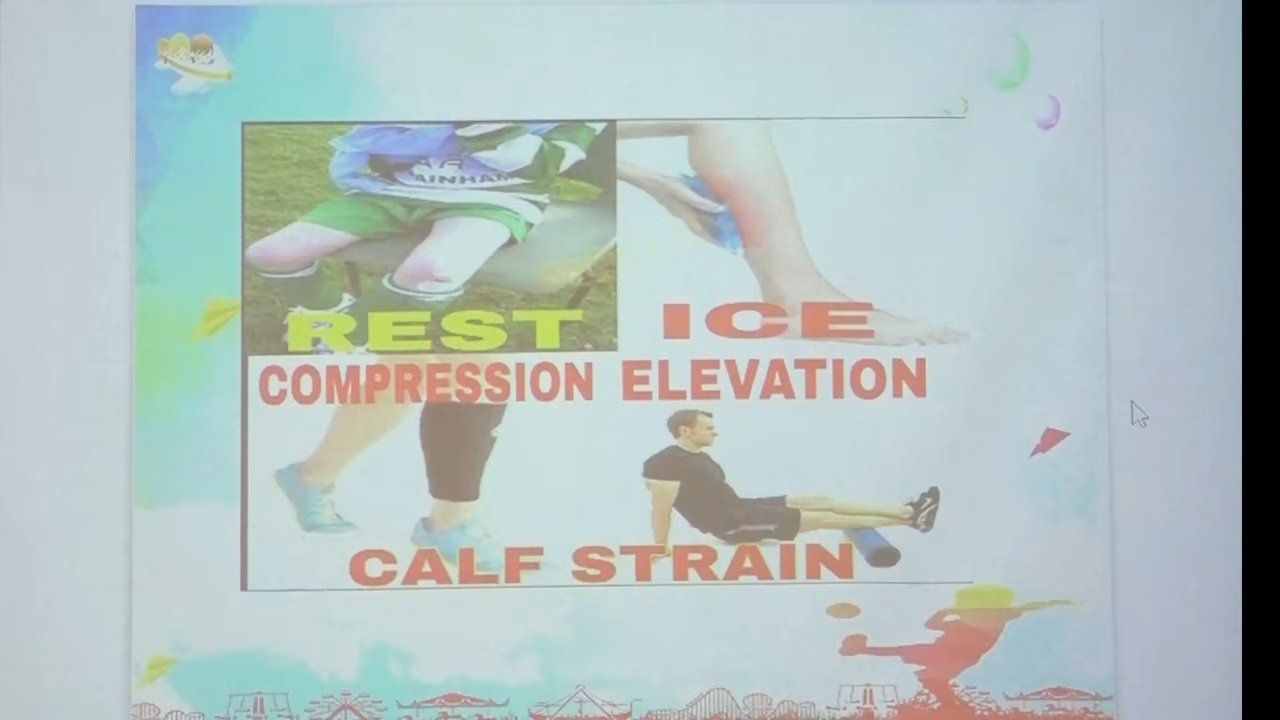 REST
ICE
COMPRESSION
ELEVATION
CALF STRAIN